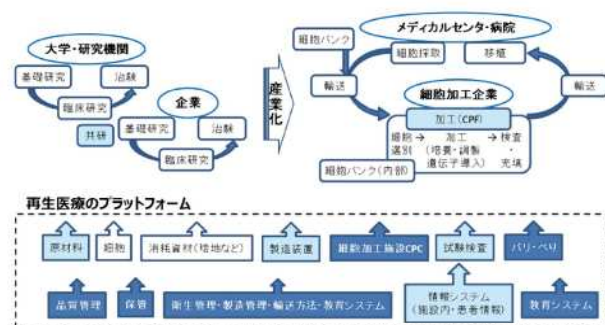 大学・研究機関
基礎研究
治験
臨床研究
共研
企業
基礎研究
治験
臨床研究
産業化
メディカルセンタ・病院
細胞バンク
細胞採取
移植
輸送
輸送
細胞加工企業
加工(CPF)
細胞 → 加工 → 検査
選別 (培養・調製 ・
遺伝子導入) 充填
細胞バンク(内部)
再生医療のプラットフォーム
原材料
細胞
消耗資材(培地など)
製造装置
細胞加工施設CPC
試験検査
バリ・べり
品質管理
保管
衛生管理・製造管理・輸送方法・教育システム
情報システム
(施設内・患者情報)
教育システム